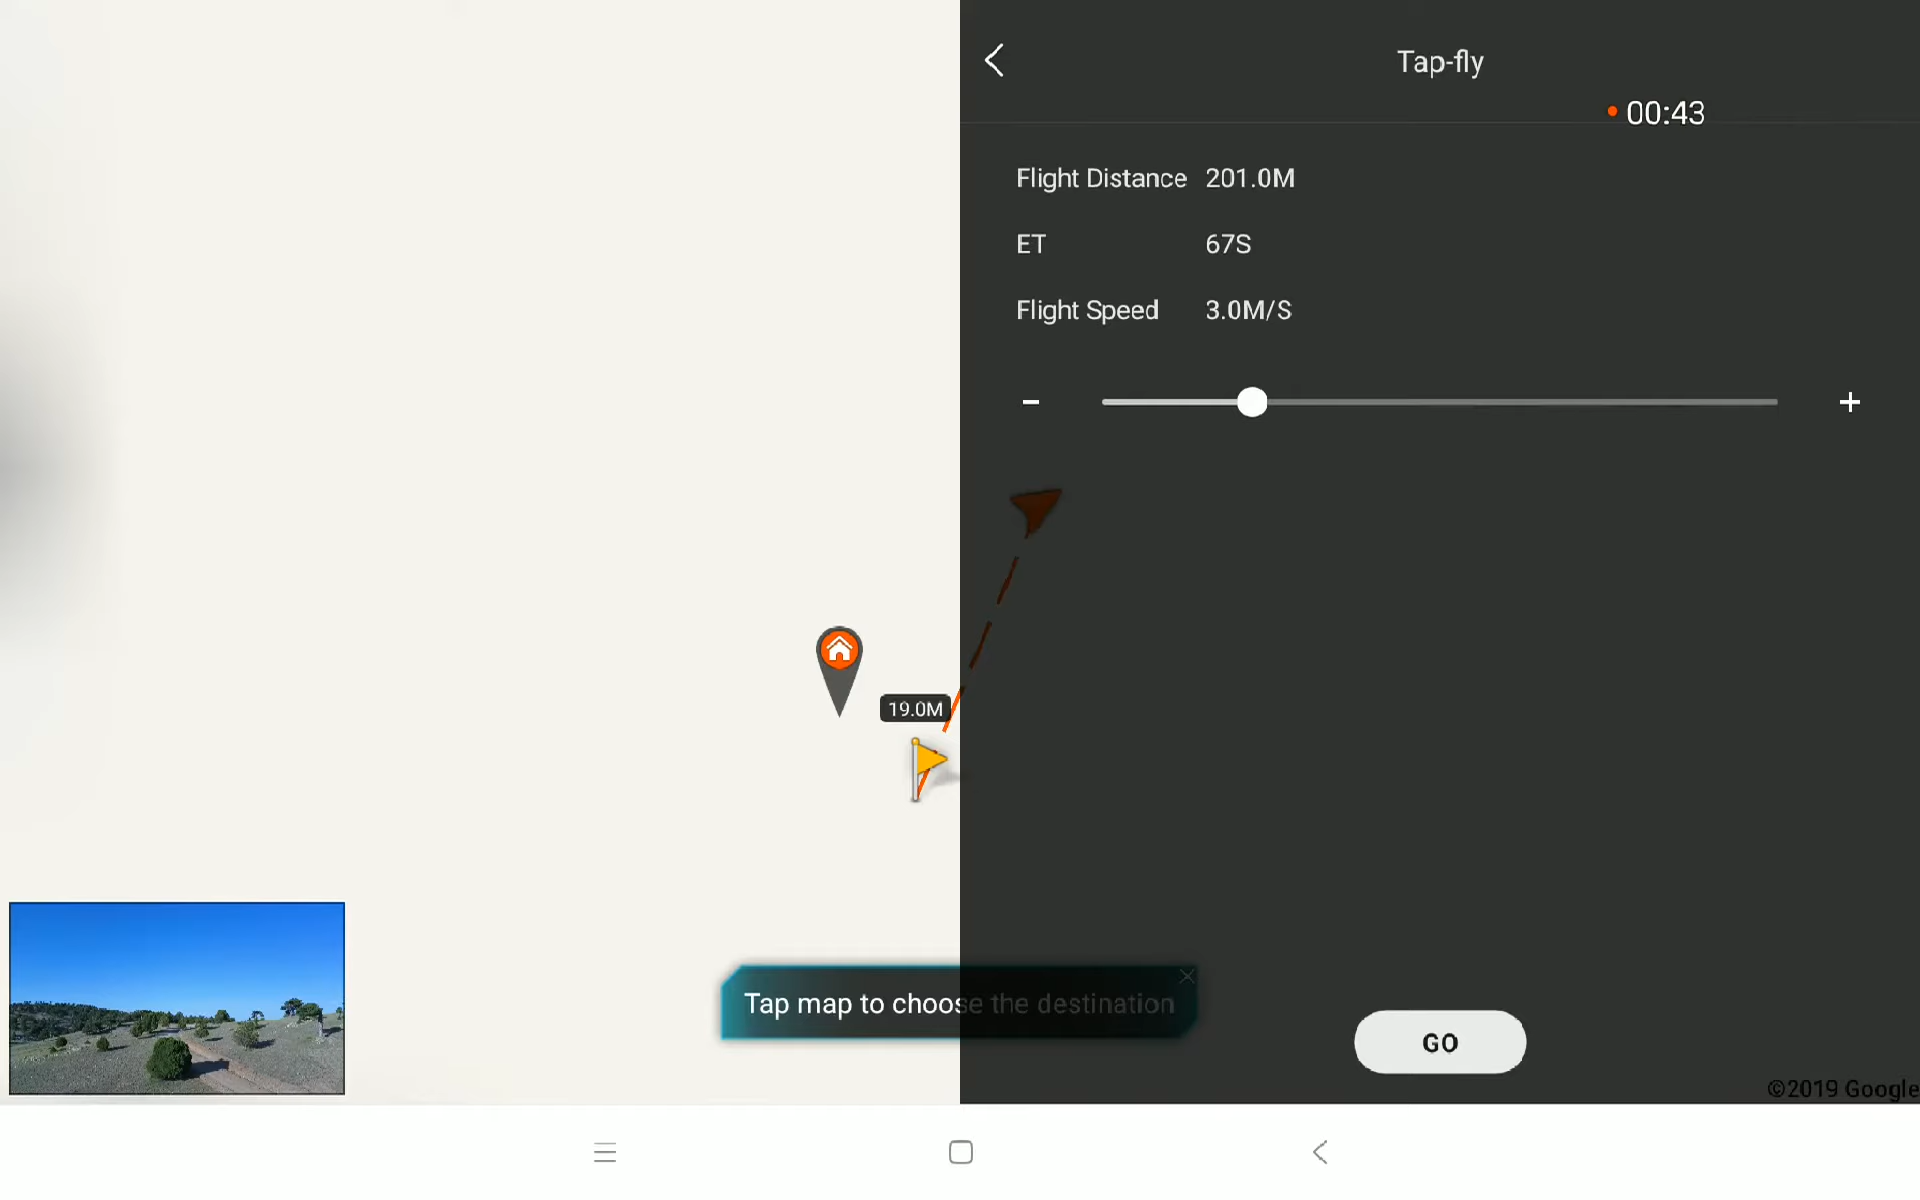 Tap-fly
00:43
Flight Distance 201.0M
ET 67S
Flight Speed 3.0M/S
- +
19.0M
Tap map to choose the destination
GO
©2019 Google